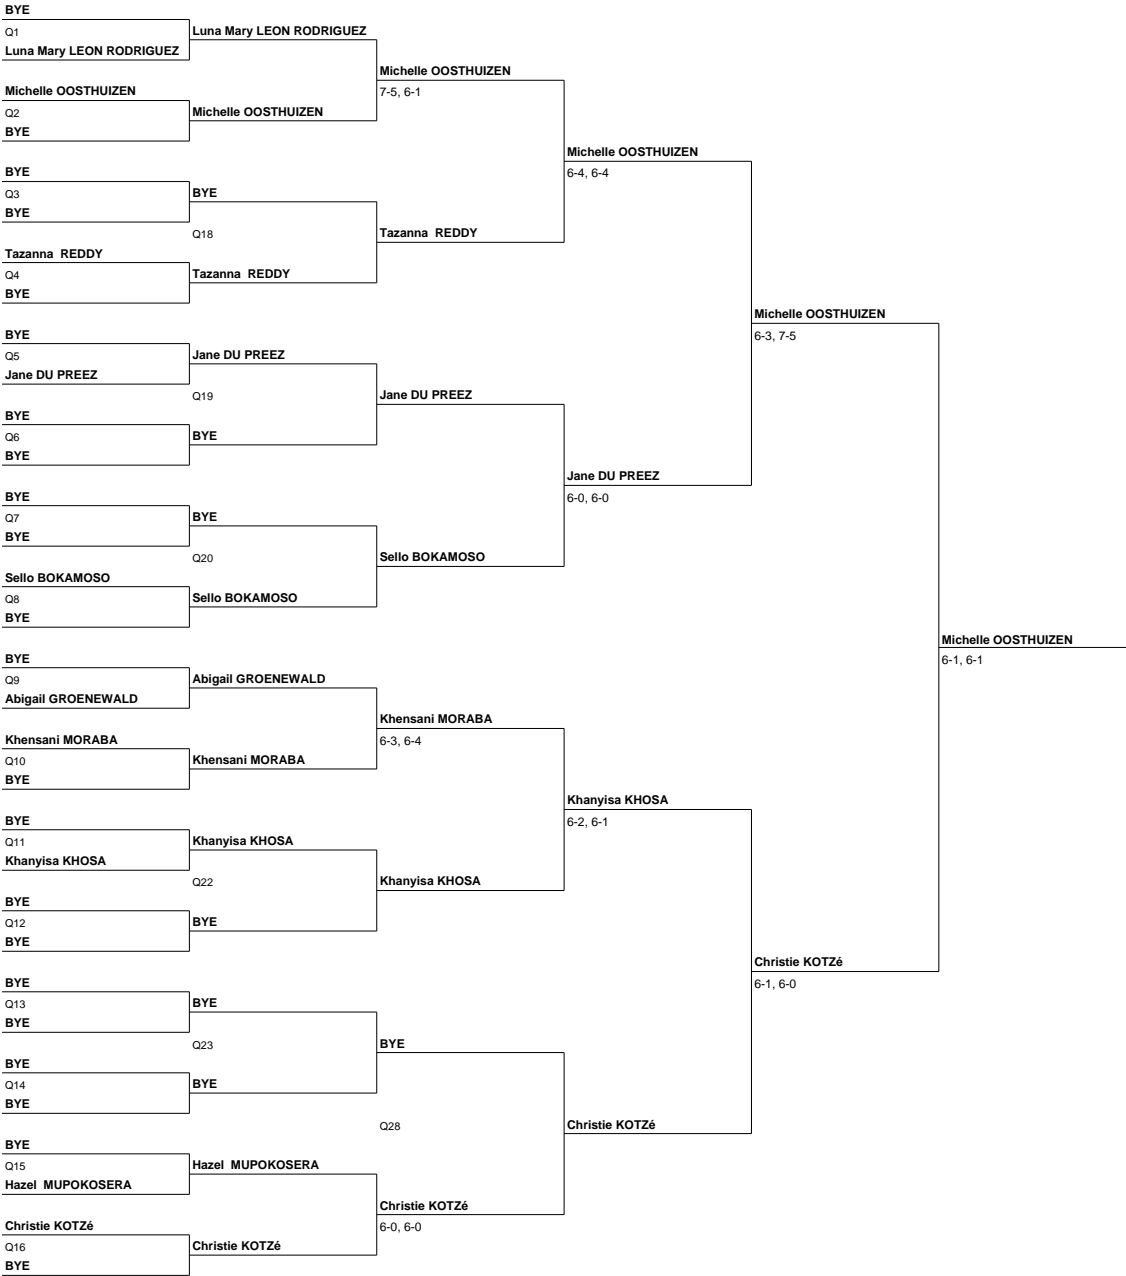 BYE
Q1
Luna Mary LEON RODRIGUEZ
Michelle OOSTHUIZEN
Q2
BYE
BYE
Q3
BYE
Tazanna REDDY
Q4
BYE
BYE
Q5
Jane DU PREEZ
BYE
Q6
BYE
BYE
Q7
BYE
Sello BOKAMOSO
Q8
BYE
BYE
Q9
Abigail GROENEWALD
Khensani MORABA
Q10
BYE
BYE
Q11
Khanyisa KHOSA
BYE
Q12
BYE
BYE
Q13
BYE
BYE
Q14
BYE
BYE
Q15
Hazel MUPOKOSERA
Christie KOTZé
Q16
BYE
Luna Mary LEON RODRIGUEZ
Michelle OOSTHUIZEN
BYE
Q18
Tazanna REDDY
Jane DU PREEZ
Q19
BYE
BYE
Q20
Sello BOKAMOSO
Abigail GROENEWALD
Khensani MORABA
Khanyisa KHOSA
Q22
BYE
BYE
Q23
BYE
Hazel MUPOKOSERA
Christie KOTZé
Michelle OOSTHUIZEN
7-5, 6-1
Tazanna REDDY
Jane DU PREEZ
Sello BOKAMOSO
Khensani MORABA
6-3, 6-4
Khanyisa KHOSA
BYE
Q28
Christie KOTZé
6-0, 6-0
Michelle OOSTHUIZEN
6-4, 6-4
Jane DU PREEZ
6-0, 6-0
Khanyisa KHOSA
6-2, 6-1
Christie KOTZé
Michelle OOSTHUIZEN
6-3, 7-5
Christie KOTZé
6-1, 6-0
Michelle OOSTHUIZEN
6-1, 6-1